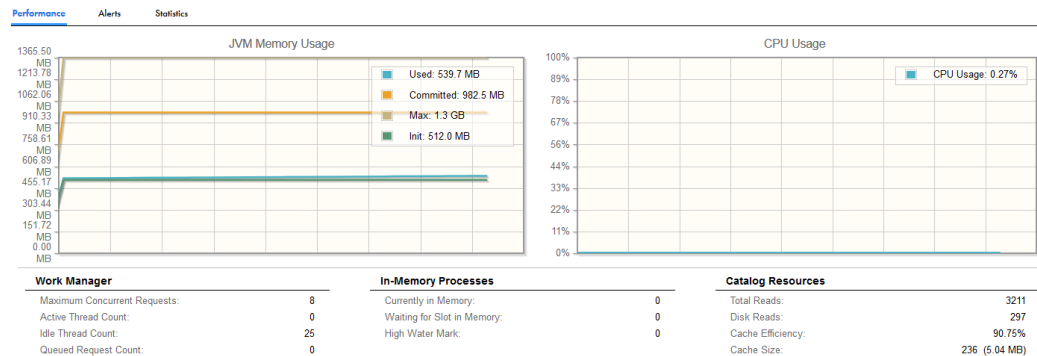 Performance Alerts Statistics
JVM Memory Usage
1365.50
MB
1213.78
MB
1062.06
MB
910.33
MB
758.61
MB
606.89
MB
455.17
MB
303.44
MB
151.72
MB
0.00
MB
Used: 539.7 MB
Committed: 982.5 MB
Max: 1.3 GB
Init: 512.0 MB
CPU Usage
100%
89%
78%
67%
56%
44%
33%
22%
11%
0%
CPU Usage: 0.27%
Work Manager
Maximum Concurrent Requests: 8
Active Thread Count: 0
Idle Thread Count: 25
Queued Request Count: 0
In-Memory Processes
Currently in Memory: 0
Waiting for Slot in Memory: 0
High Water Mark: 0
Catalog Resources
Total Reads: 3211
Disk Reads: 297
Cache Efficiency: 90.75%
Cache Size: 236 (5.04 MB)